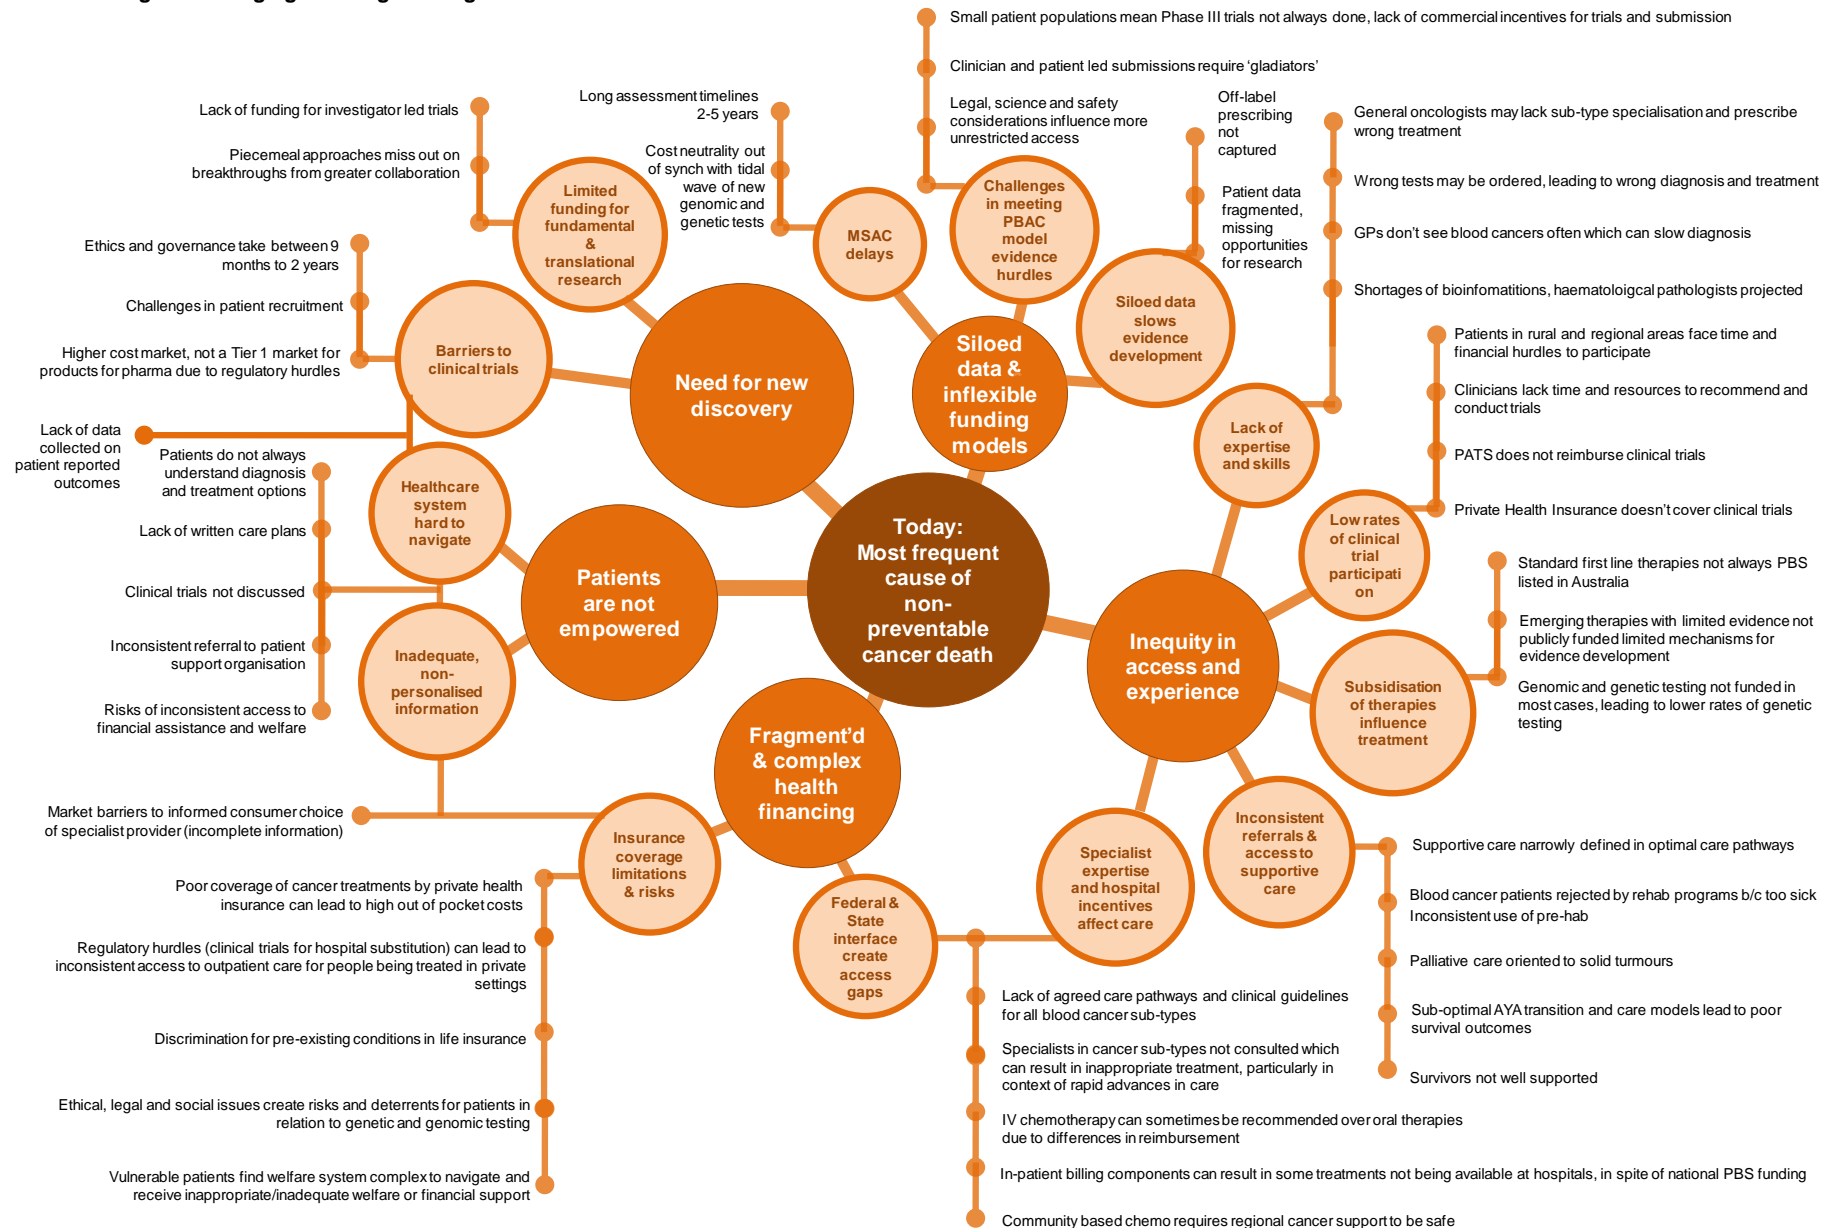 Small patient populations mean Phase III trials not always done, lack of commercial incentives for trials and submission
Clinician and patient led submissions require ‘gladiators’
Legal, science and safety
considerations influence more
unrestricted access
Long assessment timelines
2-5 years
Cost neutrality out
of synch with tidal
wave of new
genomic and
genetic tests
Off-label
prescribing
not
captured
Patient data
fragmented,
missing
opportunities
for research
General oncologists may lack sub-type specialisation and prescribe
wrong treatment
Wrong tests may be ordered, leading to wrong diagnosis and treatment
GPs don’t see blood cancers often which can slow diagnosis
Shortages of bioinfomatitions, haematoloigcal pathologists projected
Lack of funding for investigator led trials
Piecemeal approaches miss out on
breakthroughs from greater collaboration
Ethics and governance take between 9
months to 2 years
Challenges in patient recruitment
Higher cost market, not a Tier 1 market for
products for pharma due to regulatory hurdles
Limited
funding for
fundamental
&
translational
research
MSAC
delays
Challenges
in meeting
PBAC
model
evidence
hurdles
Siloed data
slows
evidence
development
Barriers to
clinical trials
Need for new
discovery
Siloed
data &
inflexible
funding
models
Lack of
expertise
and skills
Patients in rural and regional areas face time and
financial hurdles to participate
Clinicians lack time and resources to recommend and
conduct trials
PATS does not reimburse clinical trials
Private Health Insurance doesn’t cover clinical trials
Low rates
of clinical
trial
participati
on
Lack of data
collected on
patient reported
outcomes
Patients do not always
understand diagnosis
and treatment options
Lack of written care plans
Clinical trials not discussed
Inconsistent referral to patient
support organisation
Risks of inconsistent access to
financial assistance and welfare
Healthcare
system
hard to
navigate
Inadequate,
non-
personalised
information
Patients
are not
empowered
Today:
Most frequent
cause of
non-
preventable
cancer death
Inequity in
access and
experience
Standard first line therapies not always PBS
listed in Australia
Emerging therapies with limited evidence not
publicly funded limited mechanisms for
evidence development
Genomic and genetic testing not funded in
most cases, leading to lower rates of genetic
testing
Subsidisation
of therapies
influence
treatment
Fragment’d
& complex
health
financing
Market barriers to informed consumer choice
of specialist provider (incomplete information)
Insurance
coverage
limitations
& risks
Federal &
State
interface
create
access
gaps
Specialist
expertise
and hospital
incentives
affect care
Inconsistent
referrals &
access to
supportive
care
Supportive care narrowly defined in optimal care pathways
Blood cancer patients rejected by rehab programs b/c too sick
Inconsistent use of pre-hab
Palliative care oriented to solid turmours
Sub-optimal AYA transition and care models lead to poor
survival outcomes
Survivors not well supported
Poor coverage of cancer treatments by private health
insurance can lead to high out of pocket costs
Regulatory hurdles (clinical trials for hospital substitution) can lead to
inconsistent access to outpatient care for people being treated in private
settings
Discrimination for pre-existing conditions in life insurance
Ethical, legal and social issues create risks and deterrents for patients in
relation to genetic and genomic testing
Vulnerable patients find welfare system complex to navigate and
receive inappropriate/inadequate welfare or financial support
Lack of agreed care pathways and clinical guidelines
for all blood cancer sub-types
Specialists in cancer sub-types not consulted which
can result in inappropriate treatment, particularly in
context of rapid advances in care
IV chemotherapy can sometimes be recommended over oral therapies
due to differences in reimbursement
In-patient billing components can result in some treatments not being available at hospitals, in spite of national PBS funding
Community based chemo requires regional cancer support to be safe